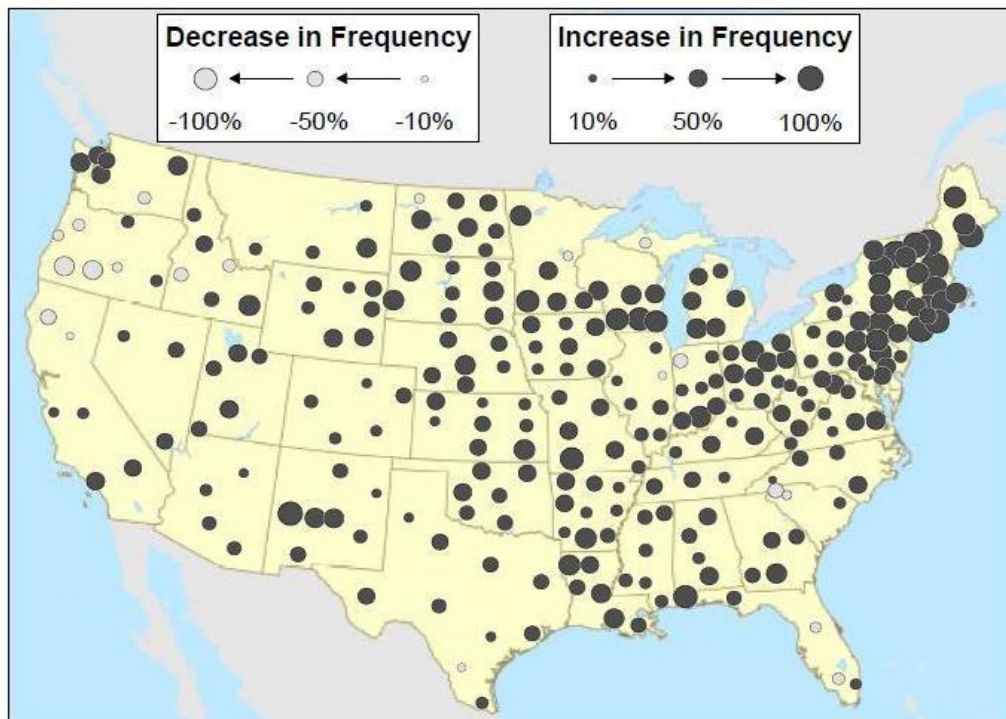 Decrease in Frequency
-100% -50% -10%
Increase in Frequency
10% 50% 100%